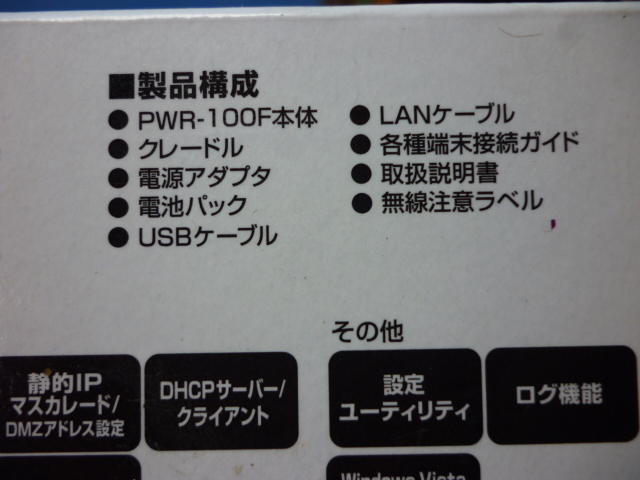 ■製品構成
● PWR-100F本体
● クレードル
● 電源アダプタ
● 電池パック
● USBケーブル
● LANケーブル
● 各種端末接続ガイド
● 取扱説明書
● 無線注意ラベル
その他
静的IP
マスカレード/
DMZアドレス設定
DHCPサーバー/
クライアント
設定
ユーティリティ
ログ機能
Windows Vista